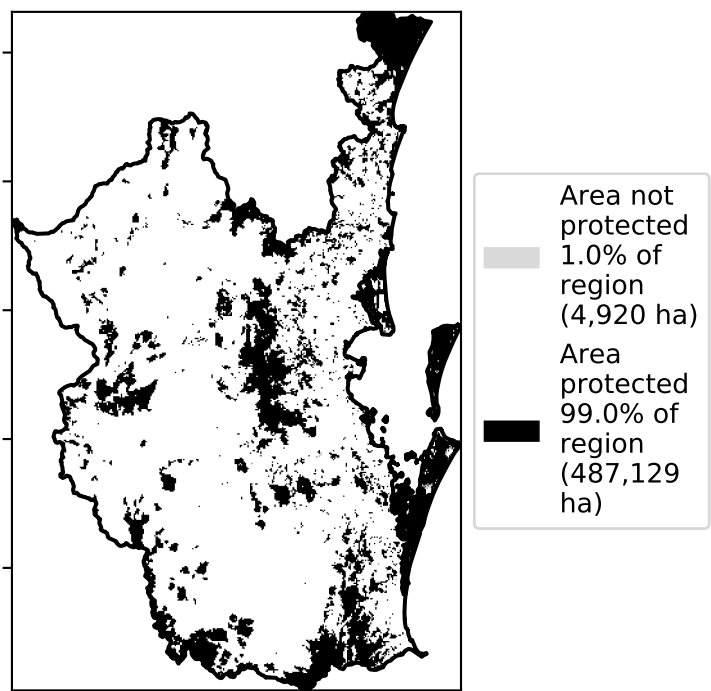 Area not
protected
1.0% of
region
(4,920 ha)
Area
protected
99.0% of
region
(487,129
ha)